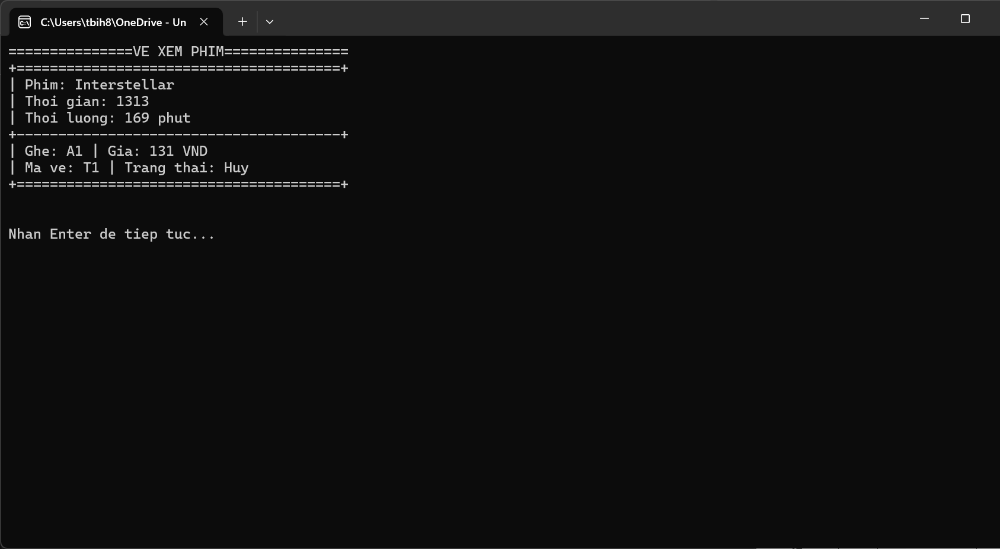 C:\Users\tbih8\OneDrive - Un
===============VE XEM PHIM===============
+=======================================+
| Phim: Interstellar
| Thoi gian: 1313
| Thoi luong: 169 phut
+---------------------------------------+
| Ghe: A1 | Gia: 131 VND
| Ma ve: T1 | Trang thai: Huy
+=======================================+
Nhan Enter de tiep tuc...